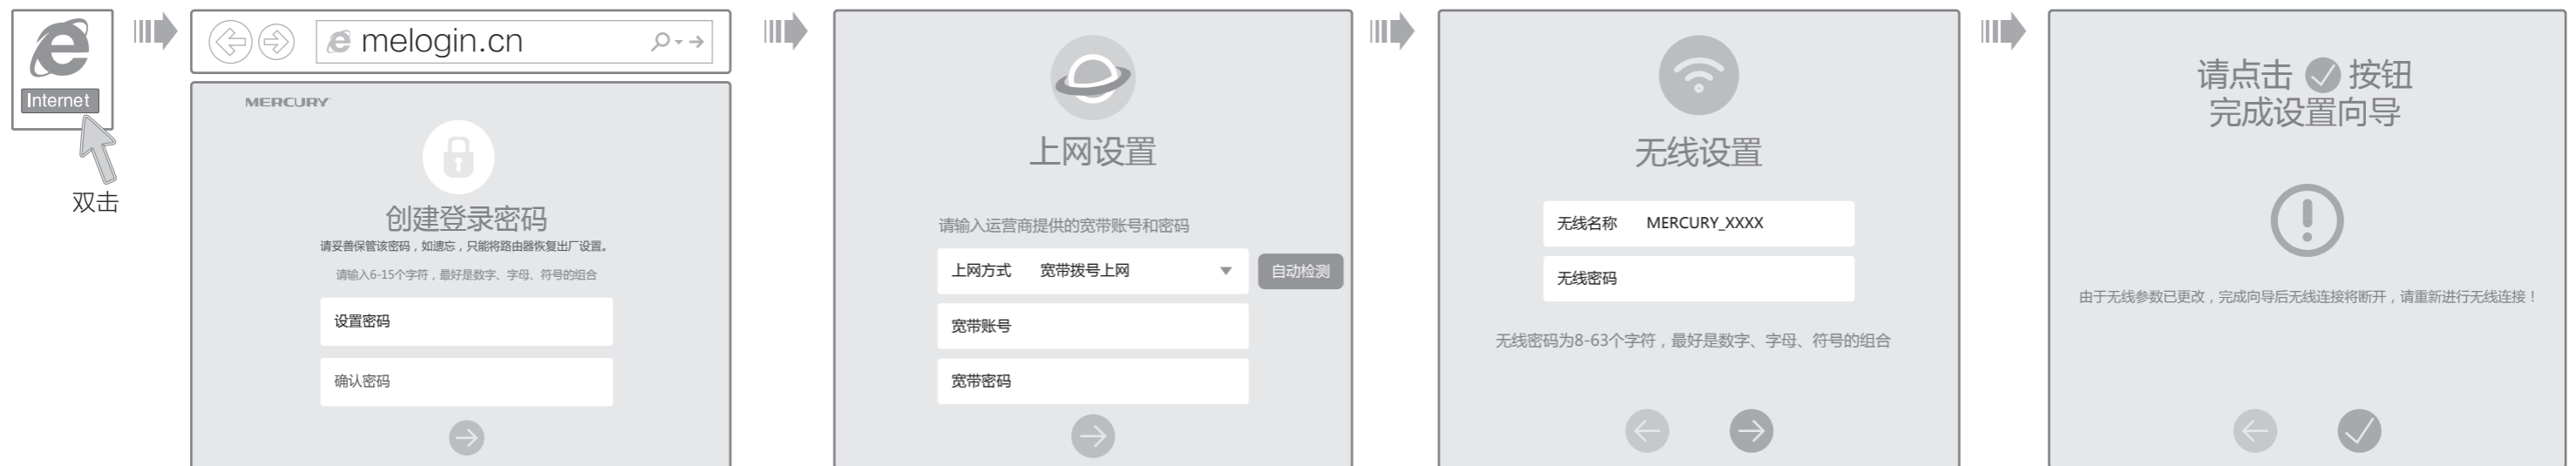 Internet
双击
melogin.cn
MERCURY
创建登录密码
请妥善保管该密码，如遗忘，只能将路由器恢复出厂设置。
请输入6-15个字符，最好是数字、字母、符号的组合
设置密码
确认密码
上网设置
请输入运营商提供的宽带账号和密码
上网方式 宽带拨号上网 自动检测
宽带账号
宽带密码
无线设置
无线名称 MERCURY_XXXX
无线密码
无线密码为8-63个字符，最好是数字、字母、符号的组合
请点击 按钮
完成设置向导
由于无线参数已更改，完成向导后无线连接将断开，请重新进行无线连接！